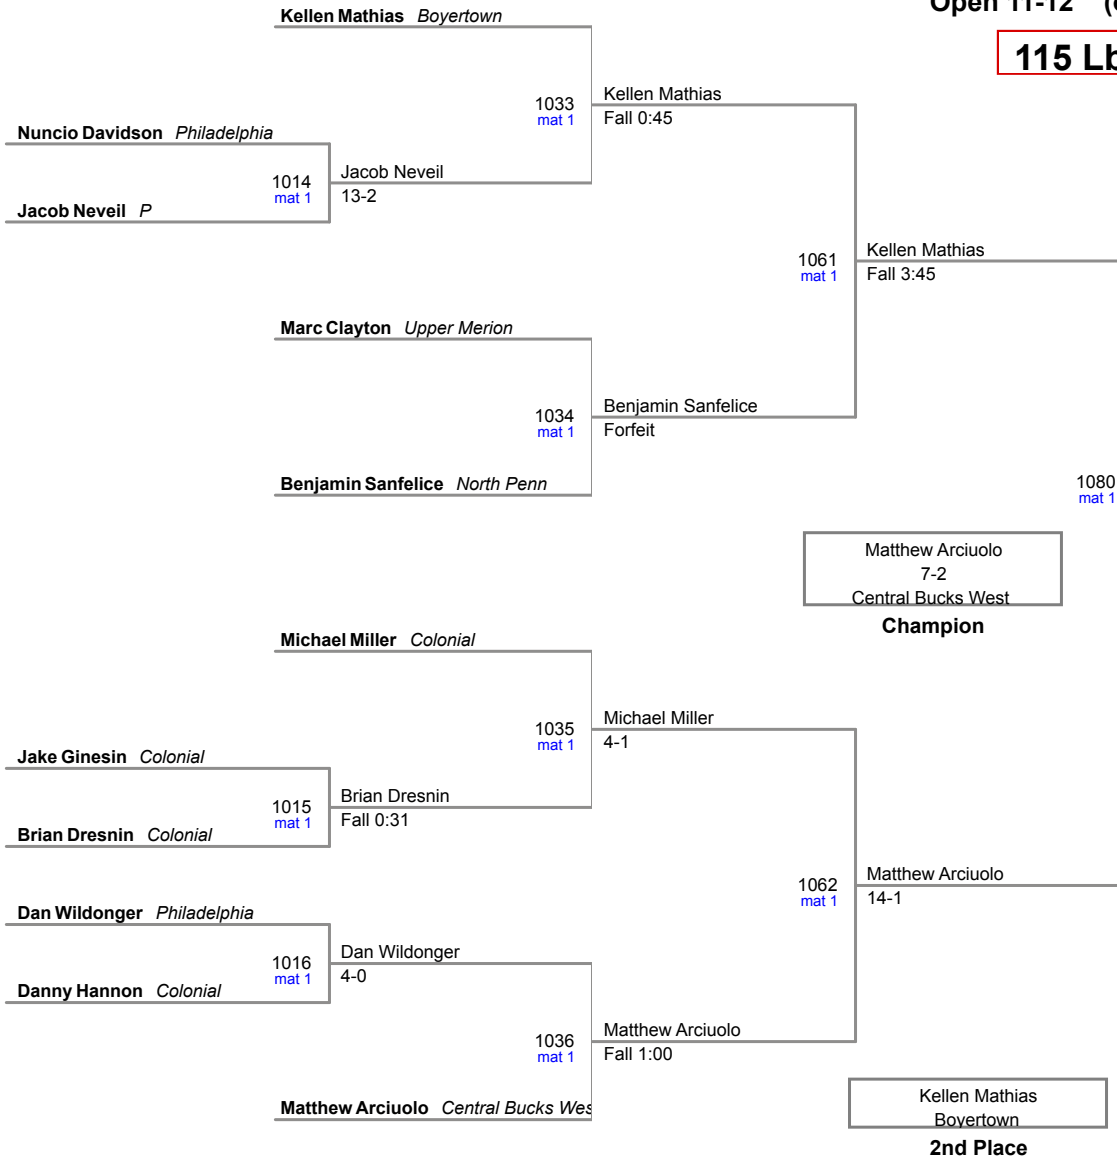 Open 11-12
115 Lb
Kellen Mathias Boyertown
1033
mat 1
Kellen Mathias
Fall 0:45
Nuncio Davidson Philadelphia
1014
mat 1
Jacob Neveil
13-2
Jacob Neveil P
1061
mat 1
Kellen Mathias
Fall 3:45
Marc Clayton Upper Merion
1034
mat 1
Benjamin Sanfelice
Forfeit
Benjamin Sanfelice North Penn
1080
mat 1
Matthew Arciuolo
7-2
Central Bucks West
Champion
Michael Miller Colonial
1035
mat 1
Michael Miller
4-1
Jake Ginesin Colonial
1015
mat 1
Brian Dresnin
Fall 0:31
Brian Dresnin Colonial
1062
mat 1
Matthew Arciuolo
14-1
Dan Wildonger Philadelphia
1016
mat 1
Dan Wildonger
4-0
Danny Hannon Colonial
1036
mat 1
Matthew Arciuolo
Fall 1:00
Matthew Arciuolo Central Bucks Wes
Kellen Mathias
Boyertown
2nd Place